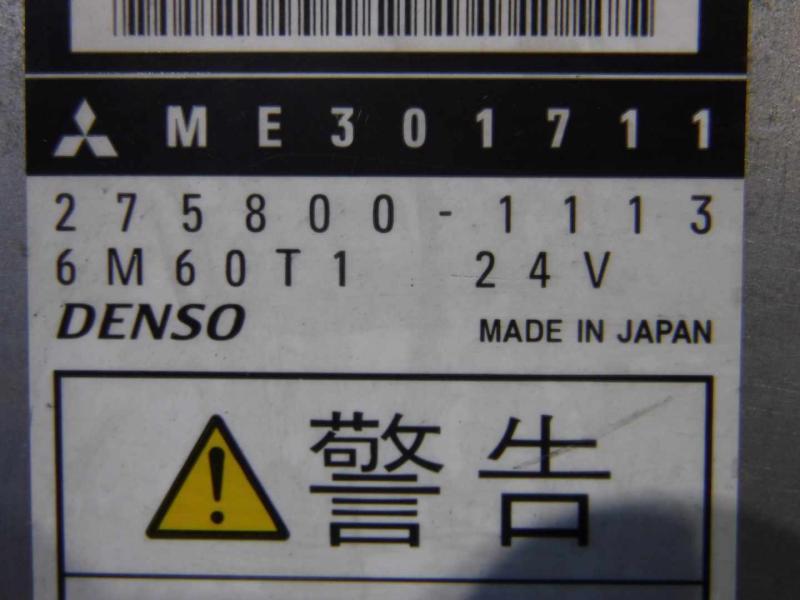 ME301711
275800-1113
6M60T1 24V
DENSO MADE IN JAPAN
警告